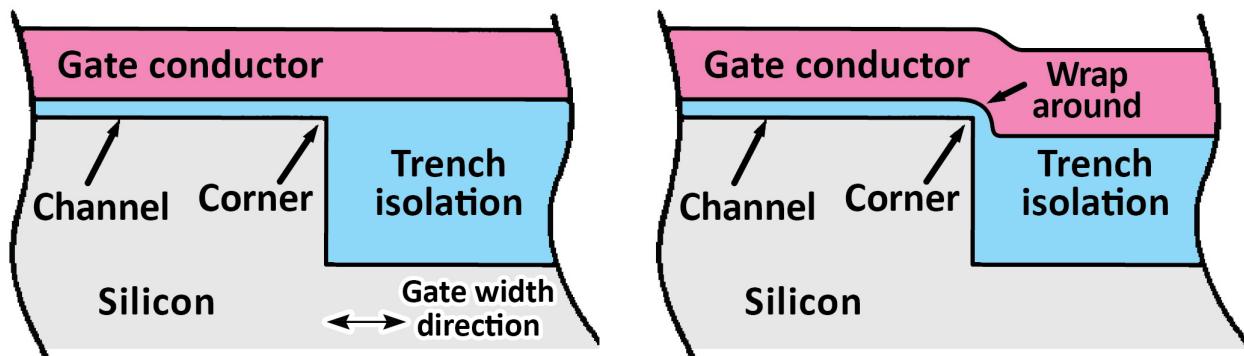 Gate conductor
Channel
Corner
Trench
isolation
Silicon
Gate width
direction
Gate conductor
Wrap
around
Channel
Corner
Trench
isolation
Silicon